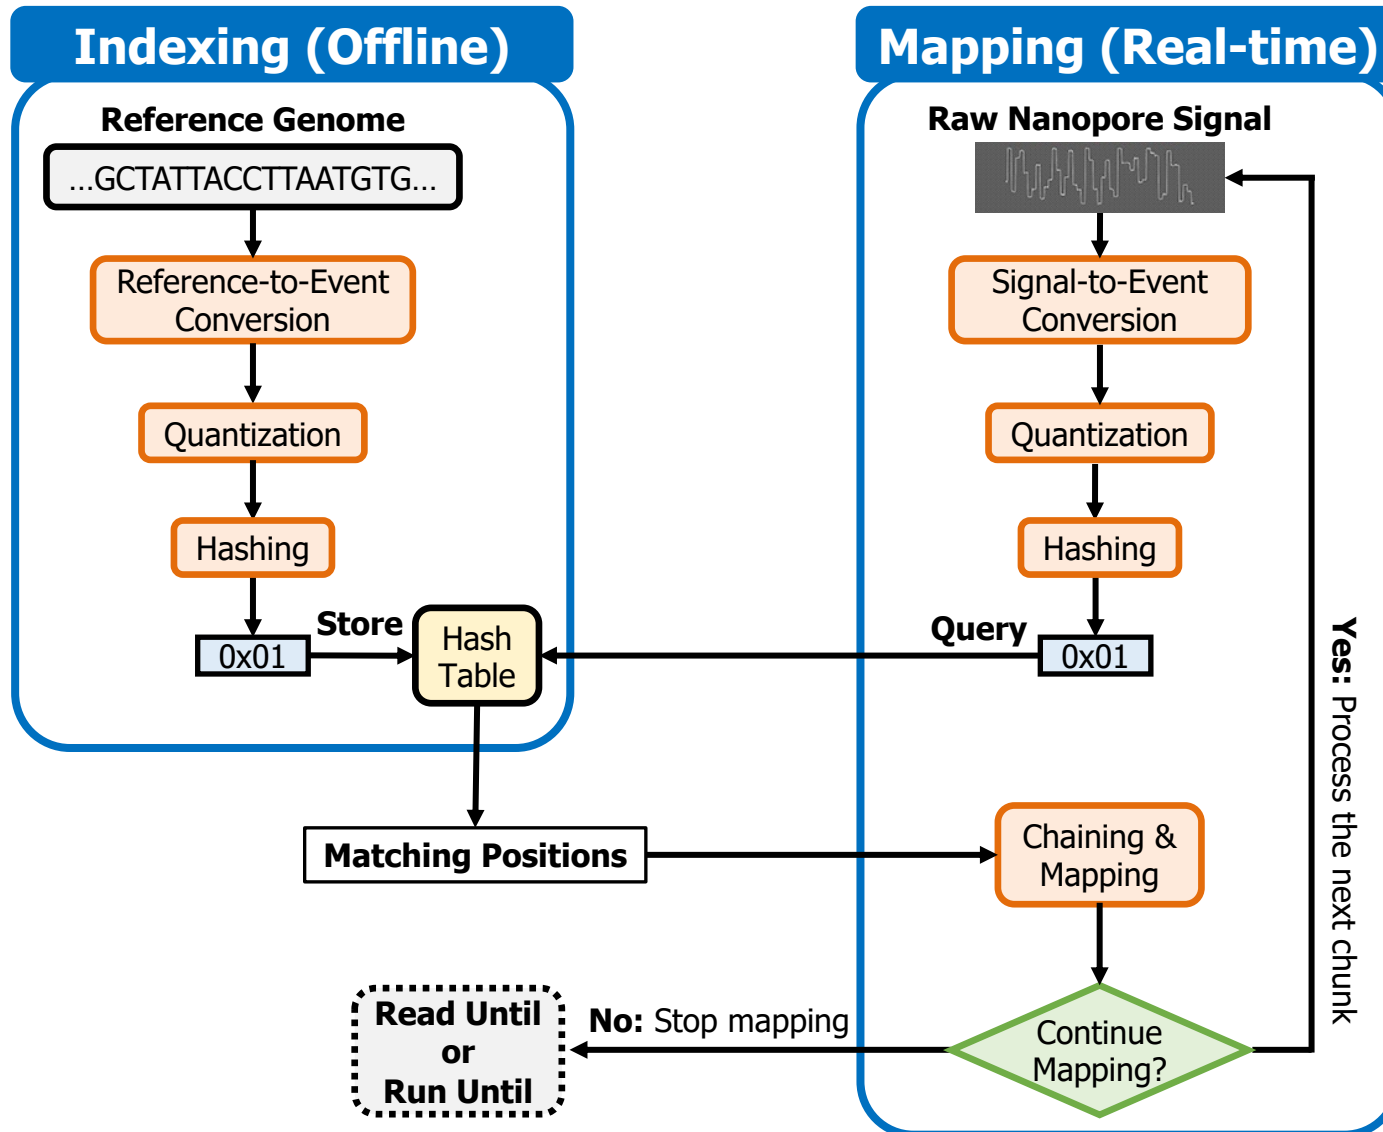 Indexing (Offline)
Reference Genome
...GCTATTACCTTAATGTG...
Reference-to-Event
Conversion
Quantization
Hashing
0x01
Store
Hash
Table
Matching Positions
Mapping (Real-time)
Raw Nanopore Signal
Signal-to-Event
Conversion
Quantization
Hashing
Query
0x01
Chaining &
Mapping
Continue
Mapping?
Yes: Process the next chunk
No: Stop mapping
Read Until
or
Run Until